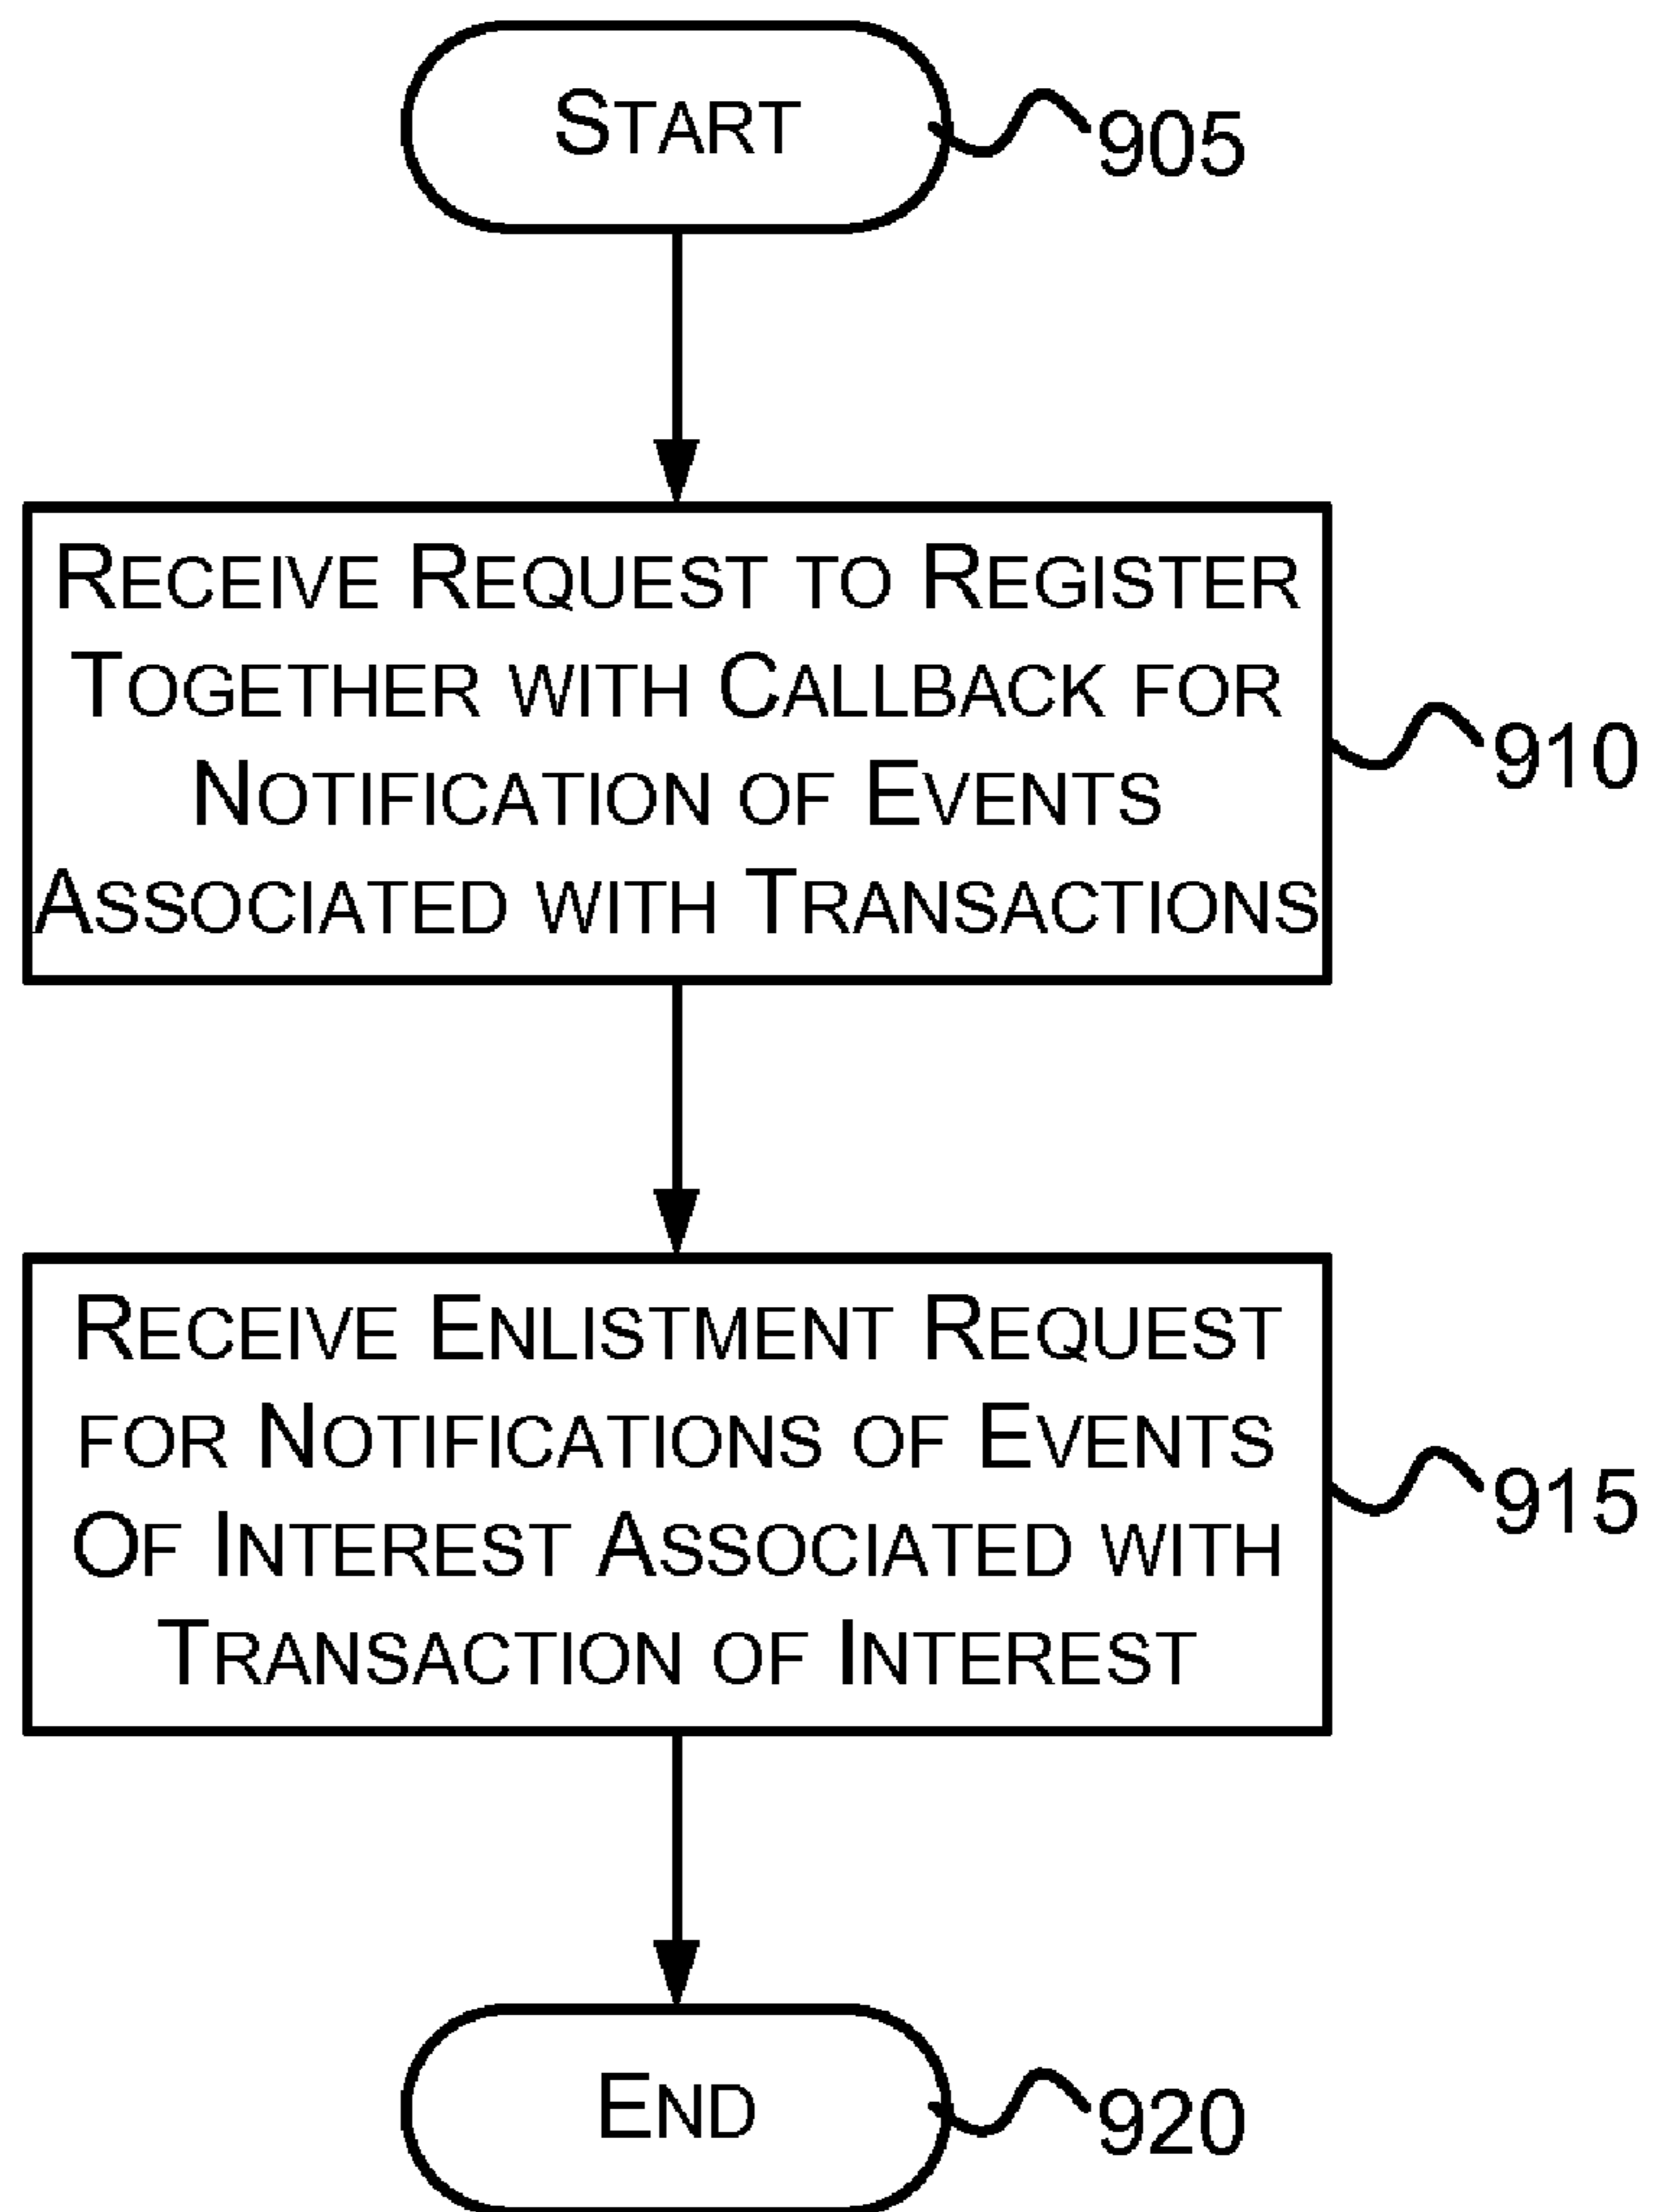 START
905
RECEIVE REQUEST TO REGISTER
TOGETHER WITH CALLBACK FOR
NOTIFICATION OF EVENTS
ASSOCIATED WITH TRANSACTIONS
910
RECEIVE ENLISTMENT REQUEST
FOR NOTIFICATIONS OF EVENTS
OF INTEREST ASSOCIATED WITH
TRANSACTION OF INTEREST
915
END
920